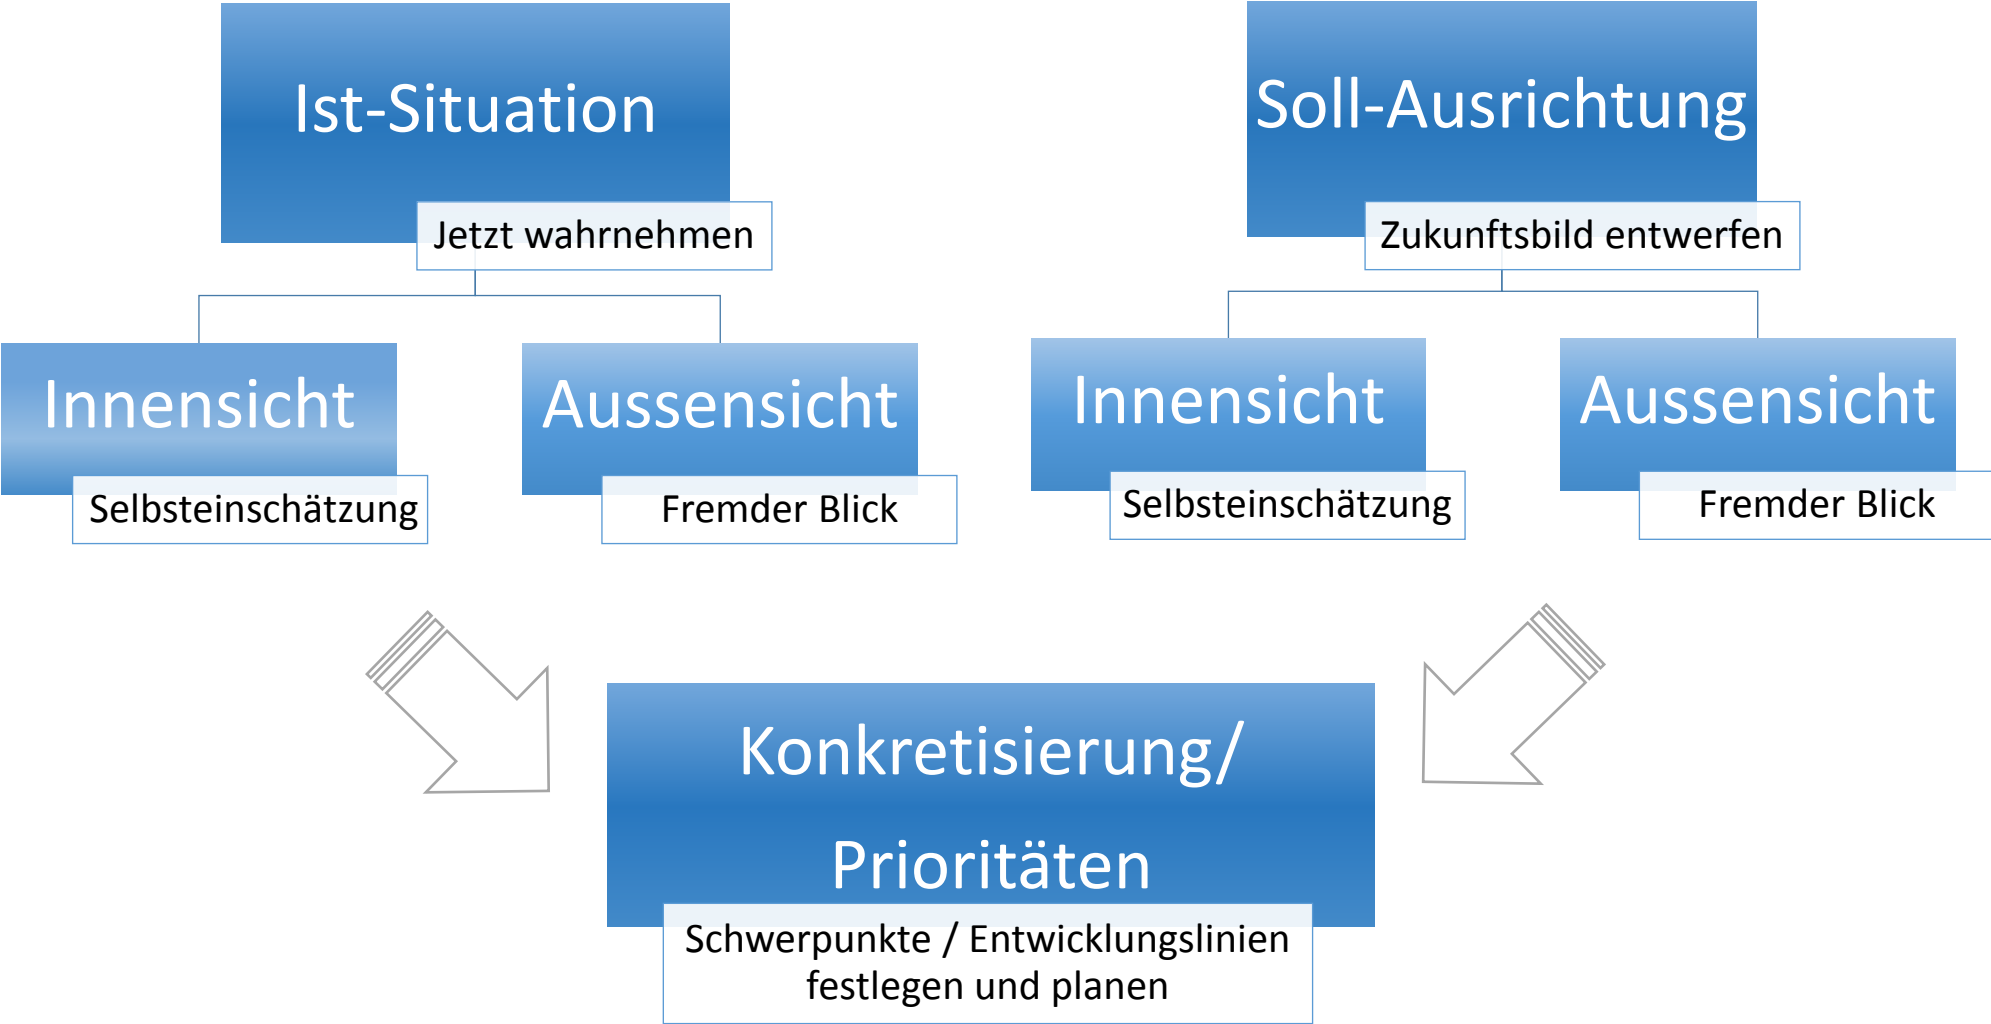 Ist-Situation
Jetzt wahrnehmen
Innensicht
Selbsteinschätzung
Aussensicht
Fremder Blick
Soll-Ausrichtung
Zukunftsbild entwerfen
Innensicht
Selbsteinschätzung
Aussensicht
Fremder Blick
Konkretisierung/
Prioritäten
Schwerpunkte / Entwicklungslinien
festlegen und planen